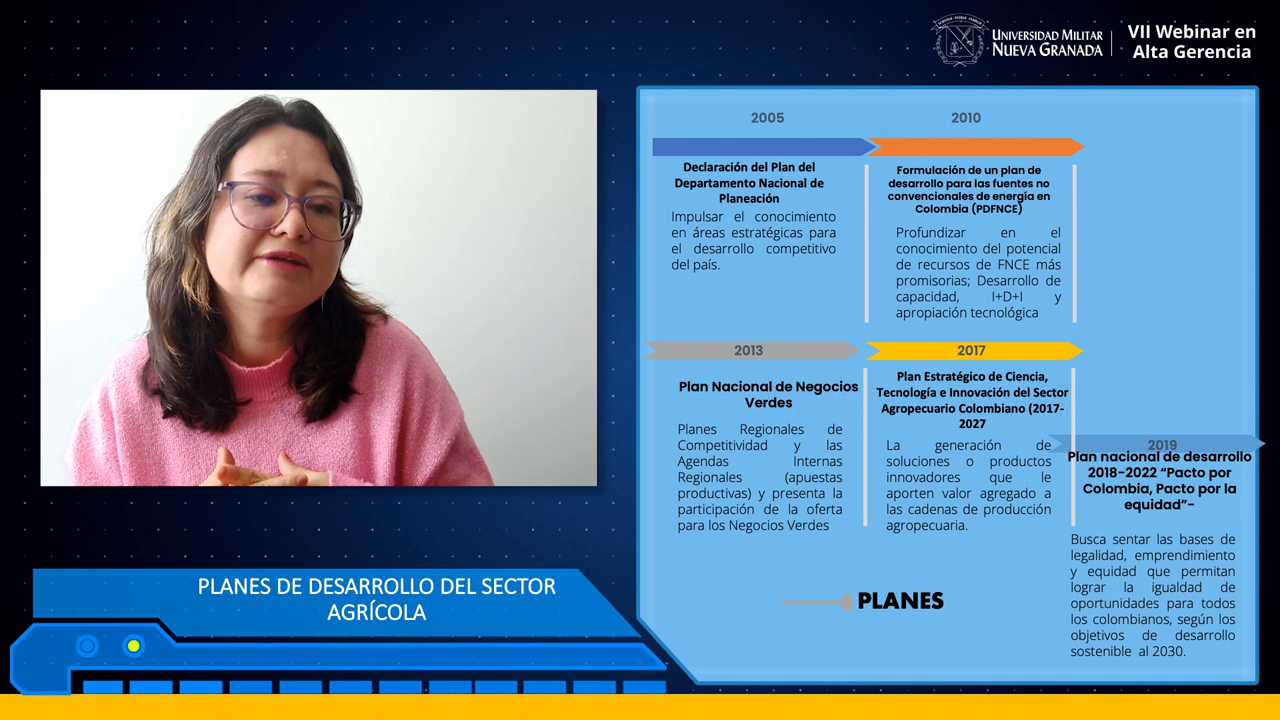 UNIVERSIDAD MILITAR
NUEVA GRANADA
VII Webinar en
Alta Gerencia
2005
Declaración del Plan del
Departamento Nacional de
Planeación
Impulsar el conocimiento
en áreas estratégicas para
el desarrollo competitivo
del país.
2010
Formulación de un plan de
desarrollo para las fuentes no
convencionales de energía en
Colombia (PDFNCE)
Profundizar en el
conocimiento del potencial
de recursos de FNCE más
promisorias; Desarrollo de
capacidad, I+D+I y
apropiación tecnológica
2013
Plan Nacional de Negocios
Verdes
Planes Regionales de
Competitividad y las
Agendas Internas
Regionales (apuestas
productivas) y presenta la
participación de la oferta
para los Negocios Verdes
2017
Plan Estratégico de Ciencia,
Tecnología e Innovación del Sector
Agropecuario Colombiano (2017-
2027
La generación de
soluciones o productos
innovadores que le
aporten valor agregado a
las cadenas de producción
agropecuaria.
2019
Plan nacional de desarrollo
2018-2022 “Pacto por
Colombia, Pacto por la
equidad”-
Busca sentar las bases de
legalidad, emprendimiento
y equidad que permitan
lograr la igualdad de
oportunidades para todos
los colombianos, según los
objetivos de desarrollo
sostenible al 2030.
PLANES
PLANES DE DESARROLLO DEL SECTOR
AGRÍCOLA